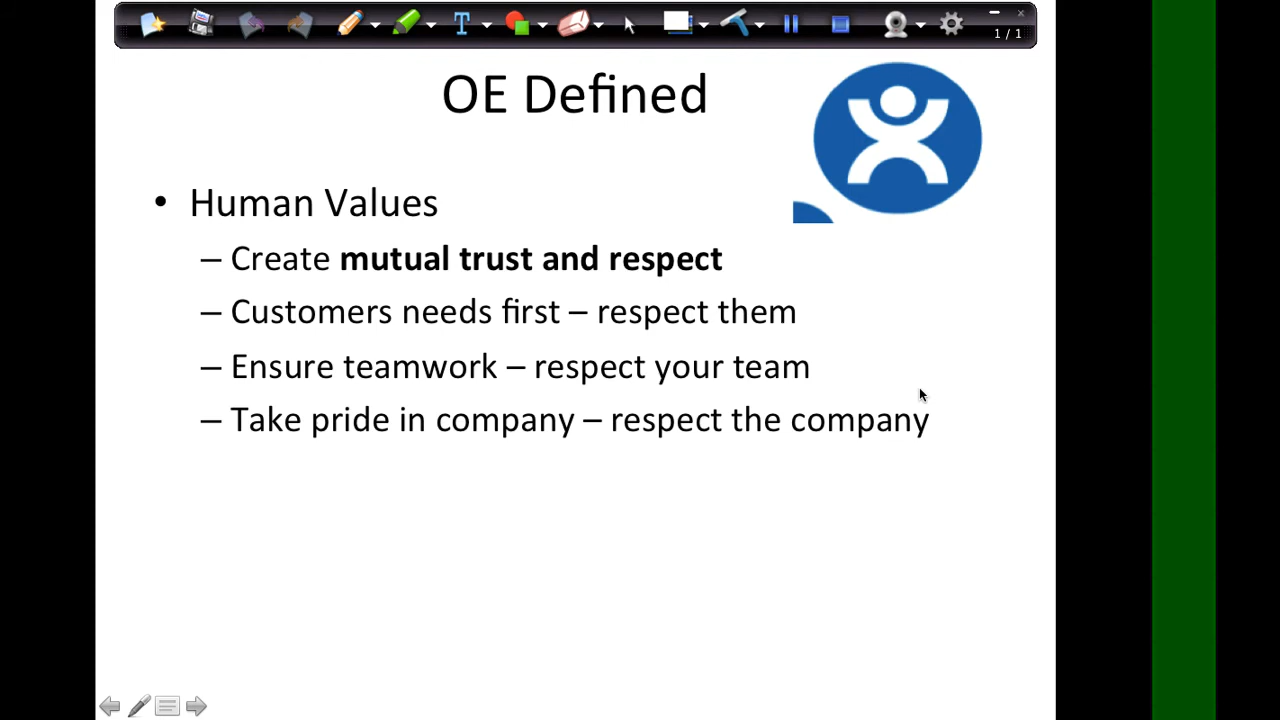 1 / 1
OE Defined
• Human Values
– Create mutual trust and respect
– Customers needs first – respect them
– Ensure teamwork – respect your team
– Take pride in company – respect the company